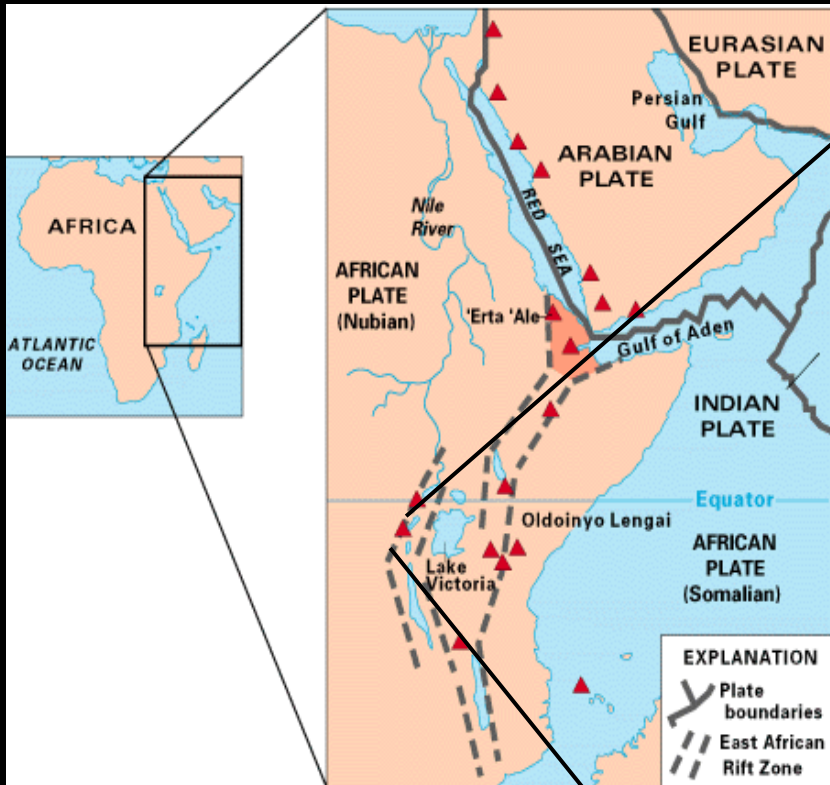 AFRICA
ATLANTIC
OCEAN
EURASIAN
PLATE
Persian
Gulf
ARABIAN
PLATE
RED
SEA
Nile
River
AFRICAN
PLATE
(Nubian)
'Erta 'Ale
Gulf of Aden
INDIAN
PLATE
Equator
Oldoinyo Lengai
AFRICAN
PLATE
(Somalian)
Lake
Victoria
EXPLANATION
Plate
boundaries
East African
Rift Zone